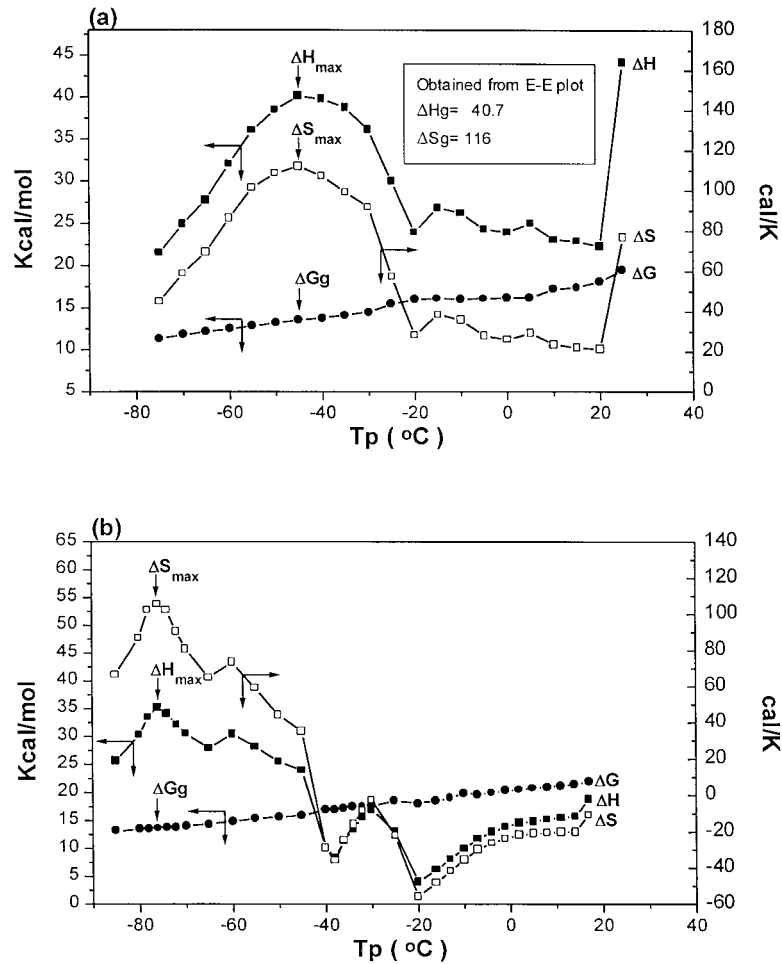 (a)
45
40
35
30
25
20
15
10
5
Kcal/mol
180
160
140
120
100
80
60
40
20
0
cal/K
ΔHmax
ΔSmax
ΔGg
Obtained from E-E plot
ΔHg= 40.7
ΔSg= 116
ΔH
ΔS
ΔG
-80 -60 -40 -20 0 20 40
Tp ( oC)
(b)
65
60
55
50
45
40
35
30
25
20
15
10
5
0
Kcal/mol
140
120
100
80
60
40
20
0
-20
-40
-60
cal/K
ΔSmax
ΔHmax
ΔGg
ΔG
ΔH
ΔS
-80 -60 -40 -20 0 20 40
Tp ( oC)